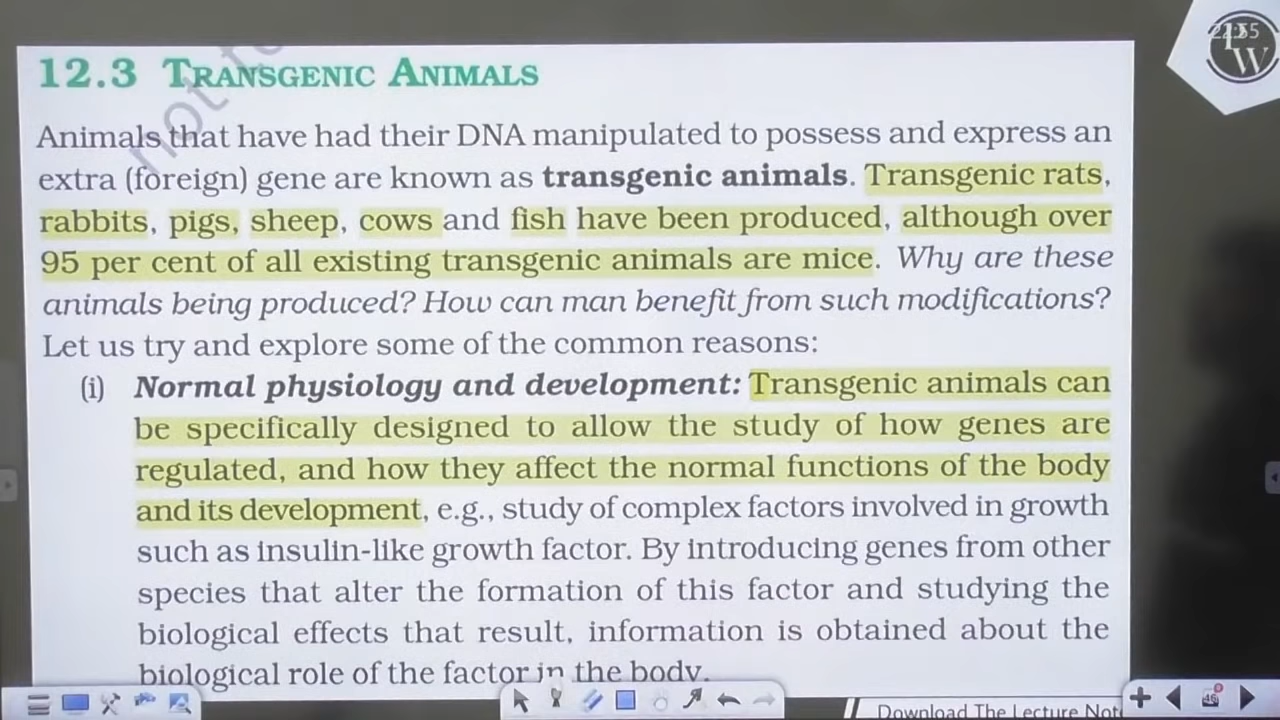 22:55
PW
12.3 TRANSGENIC ANIMALS
not to
Animals that have had their DNA manipulated to possess and express an
extra (foreign) gene are known as transgenic animals. Transgenic rats,
rabbits, pigs, sheep, cows and fish have been produced, although over
95 per cent of all existing transgenic animals are mice. Why are these
animals being produced? How can man benefit from such modifications?
Let us try and explore some of the common reasons:
(i) Normal physiology and development: Transgenic animals can
be specifically designed to allow the study of how genes are
regulated, and how they affect the normal functions of the body
and its development, e.g., study of complex factors involved in growth
such as insulin-like growth factor. By introducing genes from other
species that alter the formation of this factor and studying the
biological effects that result, information is obtained about the
biological role of the factor in the body.
46
Download The Lecture Not